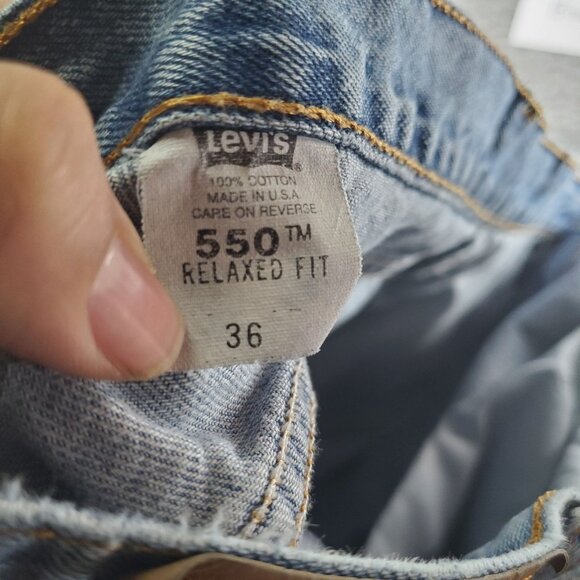 LEVI'S
®
100% COTTON
MADE IN U.S.A
CARE ON REVERSE
550™
RELAXED FIT
36